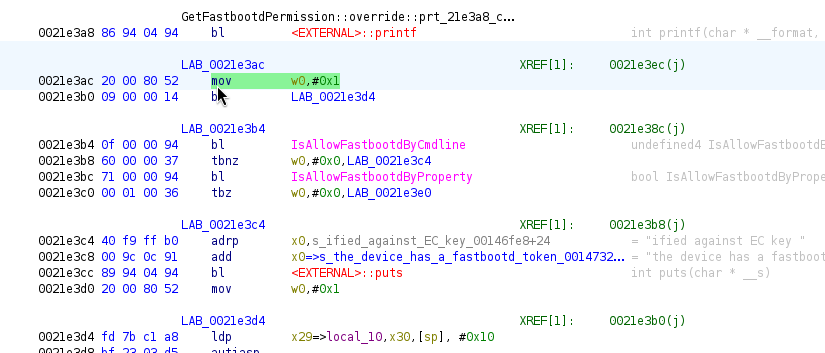 GetFastbootdPermission::override::prt_21e3a8_c...
0021e3a8 86 94 04 94 bl <EXTERNAL>::printf int printf(char * __format,
LAB_0021e3ac XREF[1]: 0021e3ec(j)
0021e3ac 20 00 80 52 mov w0,#0x1
0021e3b0 09 00 00 14 b LAB_0021e3d4
LAB_0021e3b4 XREF[1]: 0021e38c(j)
0021e3b4 0f 00 00 94 bl IsAllowFastbootdByCmdline undefined4 IsAllowFastbootdB
0021e3b8 60 00 00 37 tbnz w0,#0x0,LAB_0021e3c4
0021e3bc 71 00 00 94 bl IsAllowFastbootdByProperty bool IsAllowFastbootdByPrope
0021e3c0 00 01 00 36 tbz w0,#0x0,LAB_0021e3e0
LAB_0021e3c4 XREF[1]: 0021e3b8(j)
0021e3c4 40 f9 ff b0 adrp x0,s_ified_against_EC_key_00146fe8+24 = "ified against EC key "
0021e3c8 00 9c 0c 91 add x0=>s_the_device_has_a_fastbootd_token_0014732... = "the device has a fastboot
0021e3cc 89 94 04 94 bl <EXTERNAL>::puts int puts(char * __s)
0021e3d0 20 00 80 52 mov w0,#0x1
LAB_0021e3d4 XREF[1]: 0021e3b0(j)
0021e3d4 fd 7b c1 a8 ldp x29=>local_10,x30,[sp], #0x10
0021e3d8 bf 23 03 d5 autiasp